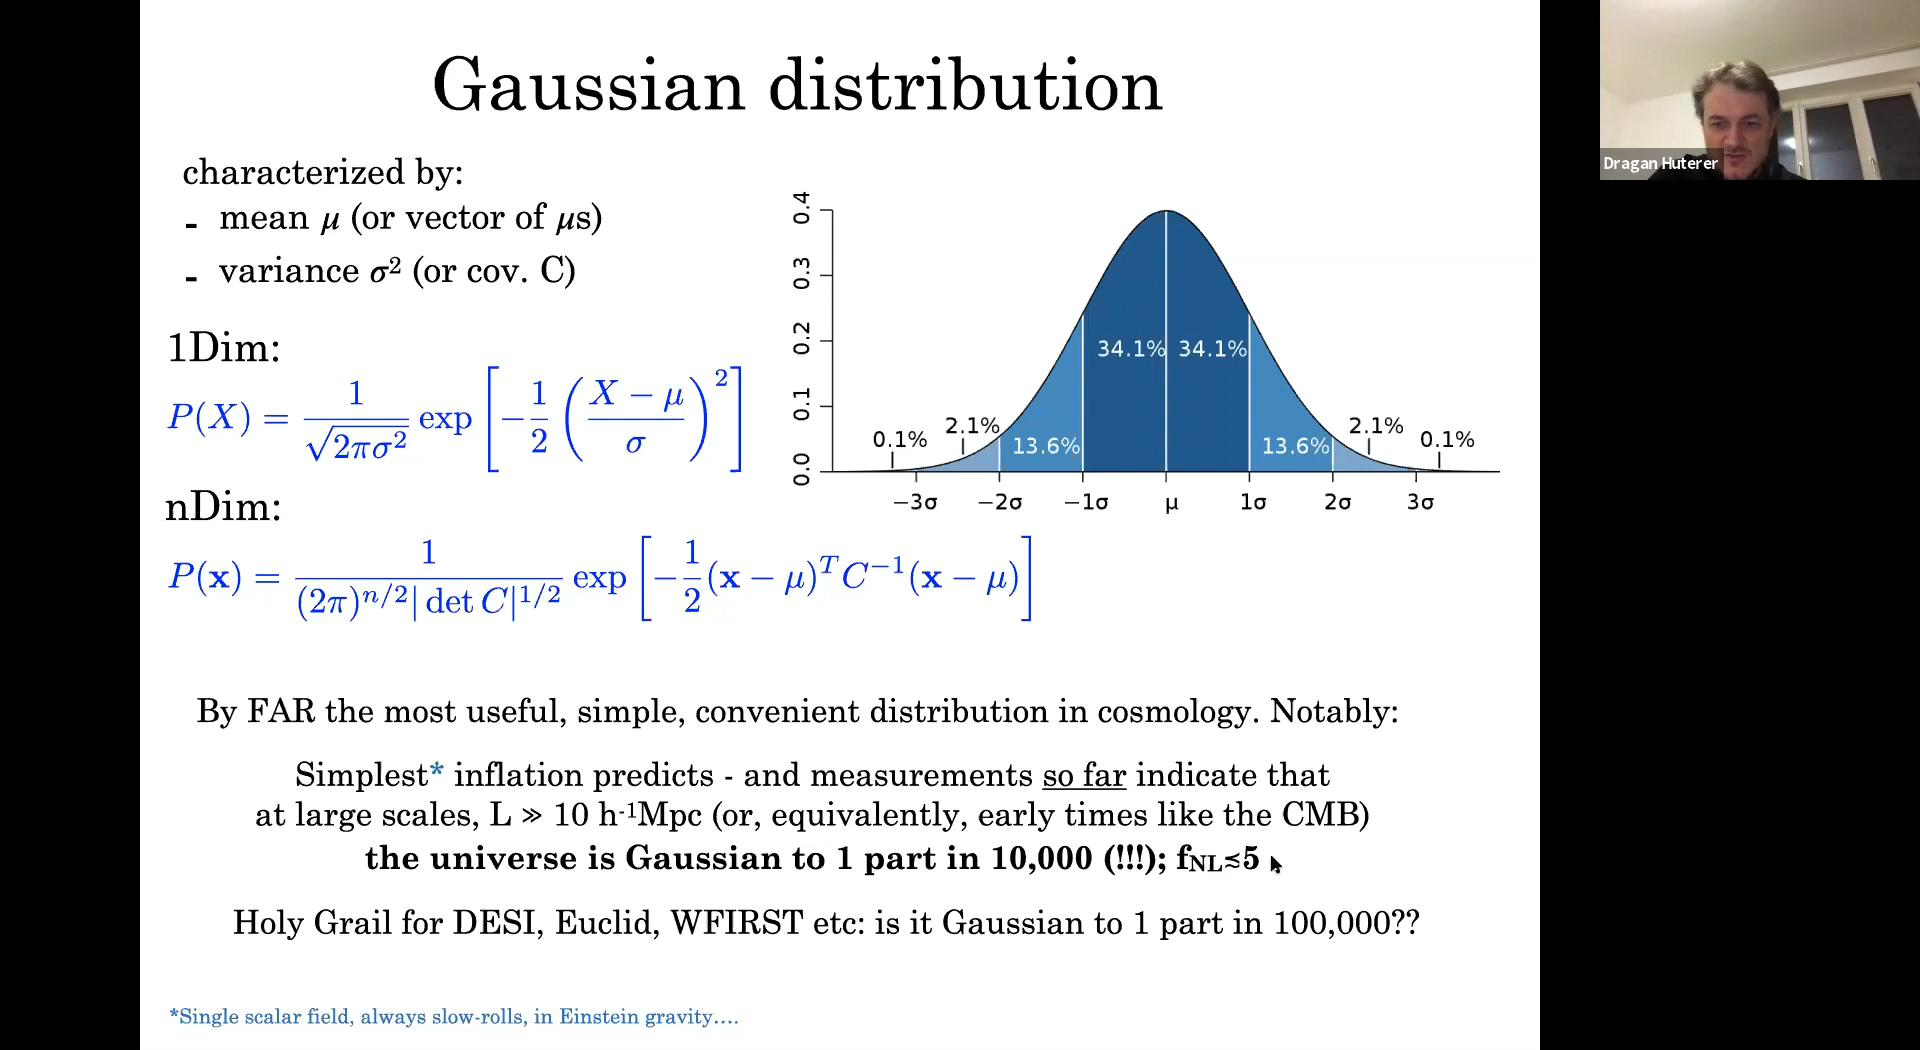 Gaussian distribution
Dragan Huterer
characterized by:
- mean μ (or vector of μs)
- variance σ² (or cov. C)
1Dim:
P(X) = 1/√(2πσ²) exp [ −1/2 ( (X − μ)/σ )² ]
nDim:
P(x) = 1/((2π)^{n/2} | det C|^{1/2}) exp [ −1/2 (x − μ)^T C^{−1} (x − μ) ]
0.4
0.3
0.2
0.1
0.0
34.1% 34.1%
0.1% 2.1% 13.6% 13.6% 2.1% 0.1%
−3σ −2σ −1σ μ 1σ 2σ 3σ
By FAR the most useful, simple, convenient distribution in cosmology. Notably:
Simplest* inflation predicts - and measurements so far indicate that
at large scales, L ≫ 10 h⁻¹Mpc (or, equivalently, early times like the CMB)
the universe is Gaussian to 1 part in 10,000 (!!!); fNL≲5
Holy Grail for DESI, Euclid, WFIRST etc: is it Gaussian to 1 part in 100,000??
*Single scalar field, always slow-rolls, in Einstein gravity....